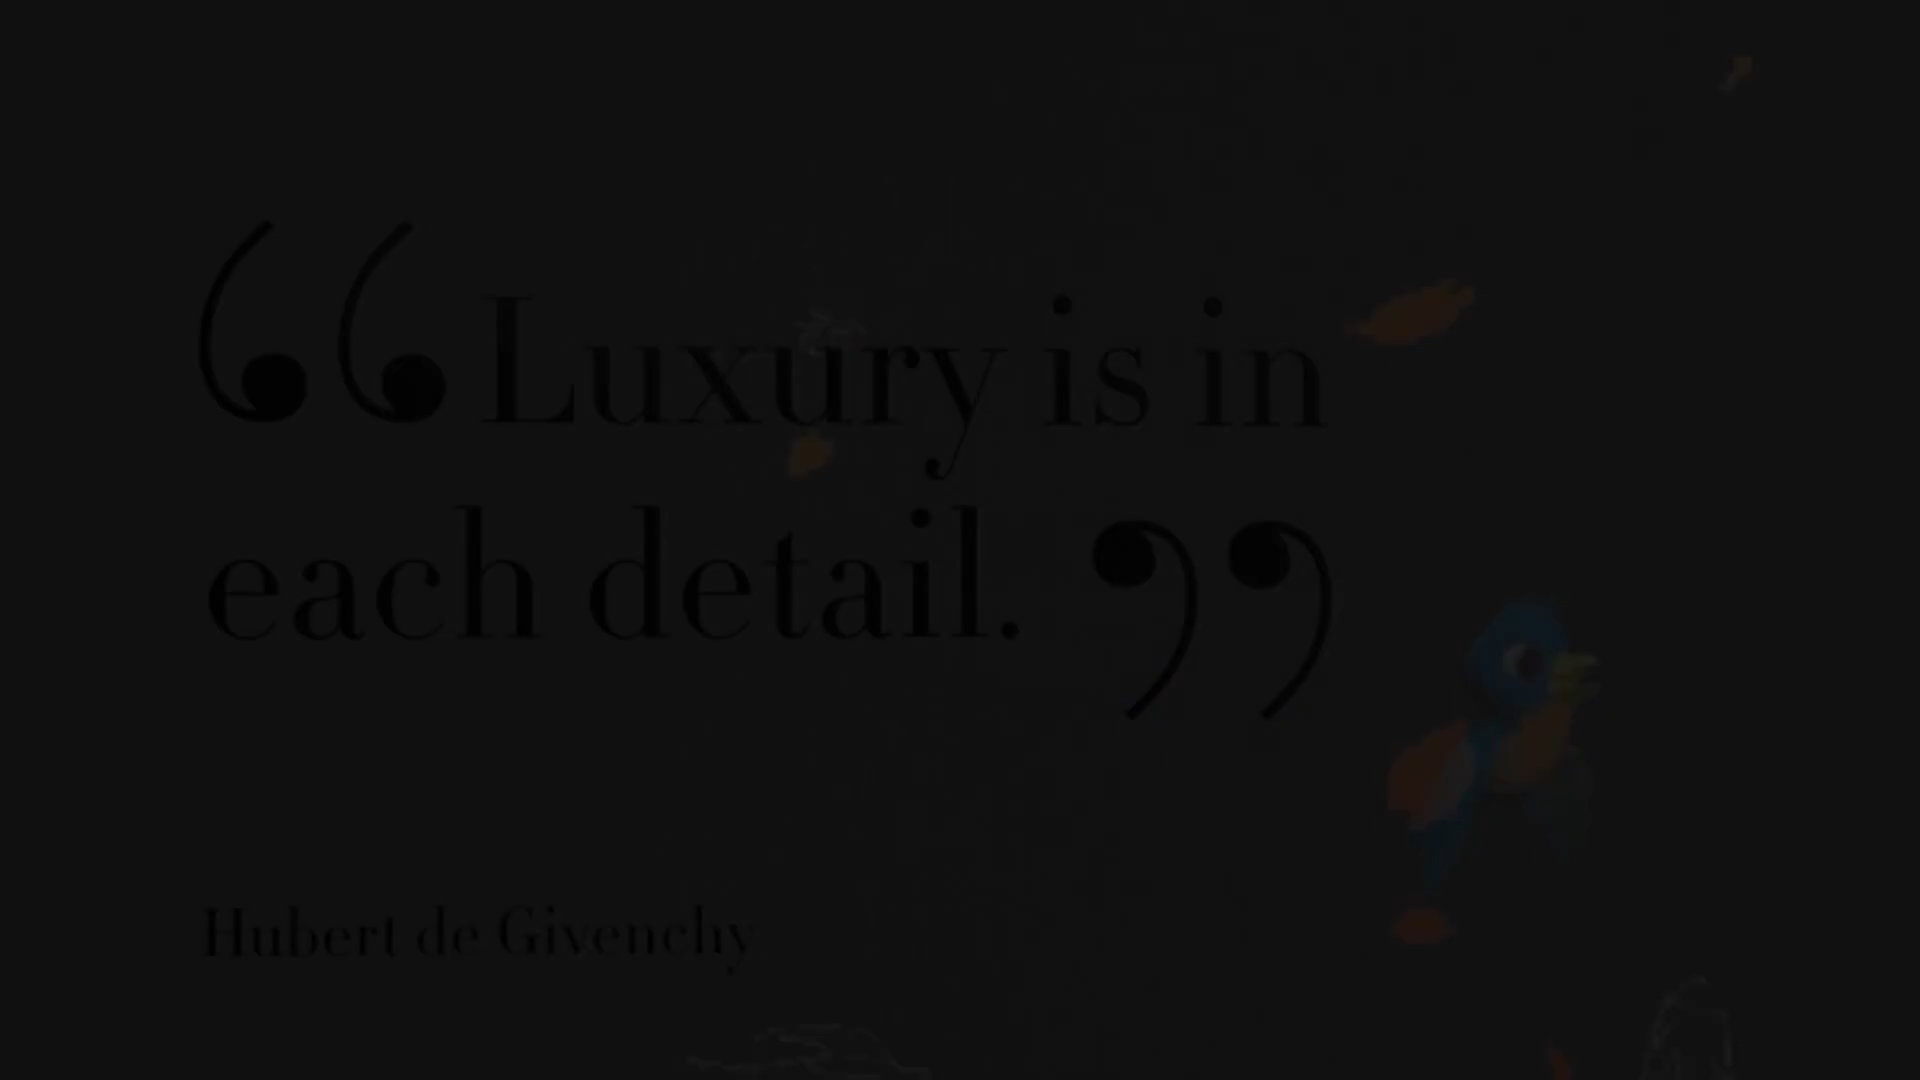 “Luxury is in
each detail.”
Hubert de Givenchy